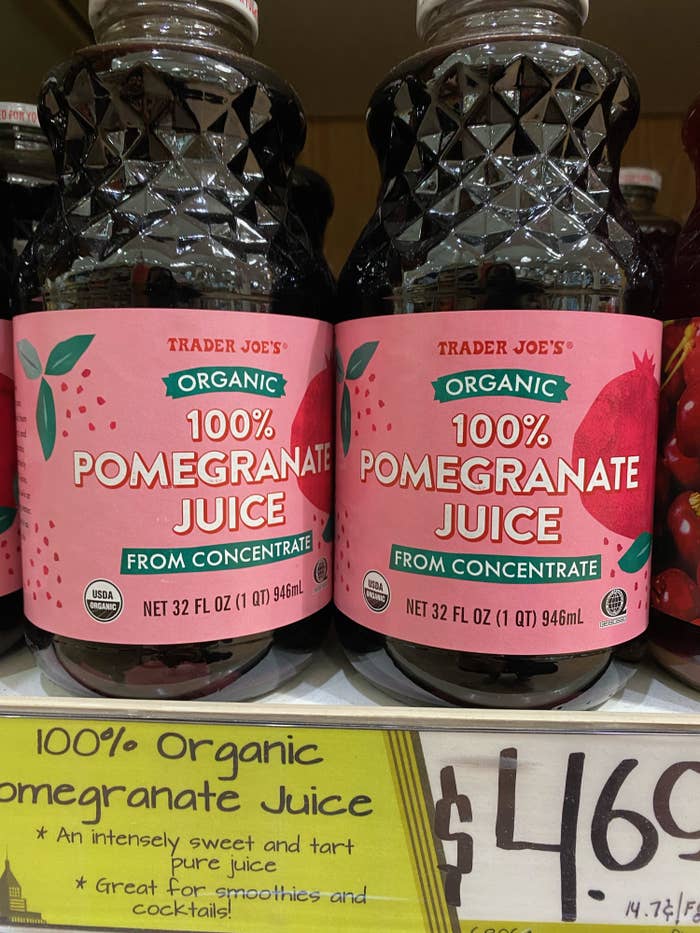 TRADER JOE'S
ORGANIC
100%
POMEGRANATE
JUICE
FROM CONCENTRATE
USDA
ORGANIC
NET 32 FL OZ (1 QT) 946mL
TRADER JOE'S®
ORGANIC
100%
POMEGRANATE
JUICE
FROM CONCENTRATE
USDA
ORGANIC
NET 32 FL OZ (1 QT) 946mL
100% Organic
omegranate Juice
* An intensely sweet and tart
pure juice
* Great for smoothies and
cocktails!
$4.69
14.7¢/F